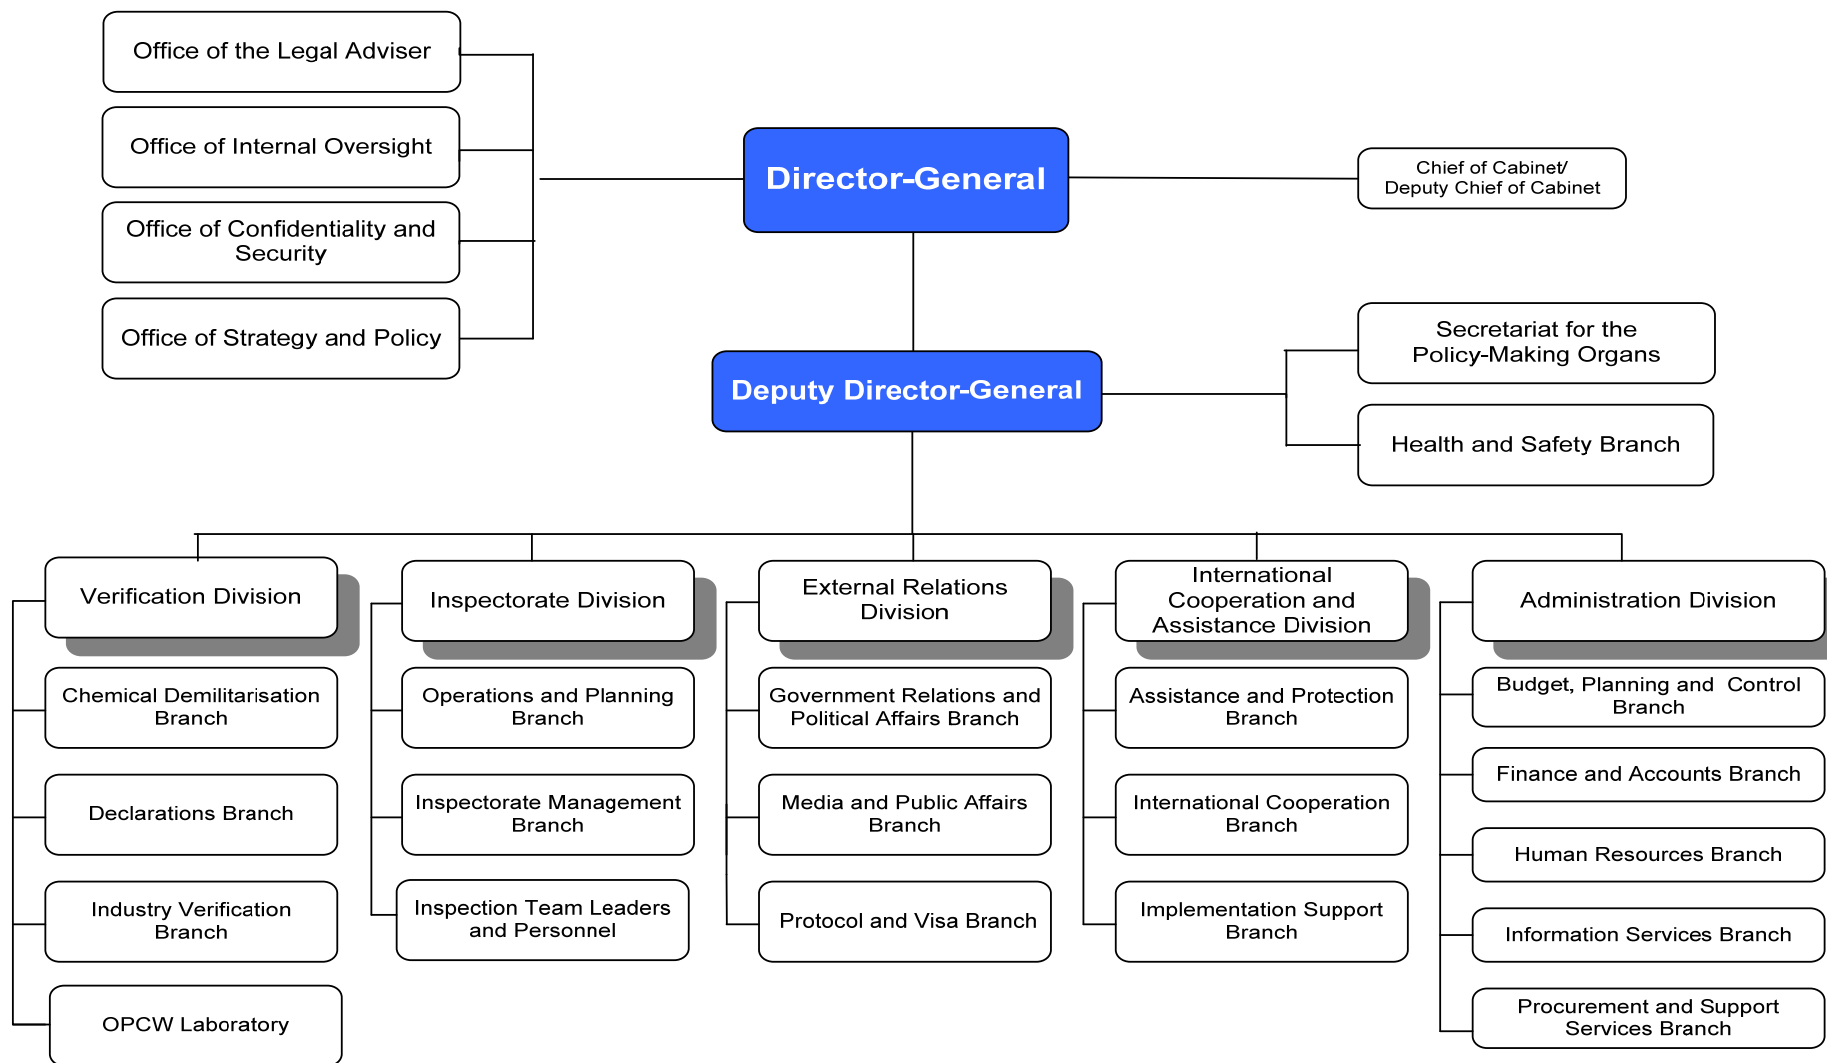 Office of the Legal Adviser
Office of Internal Oversight
Office of Confidentiality and
Security
Office of Strategy and Policy
Director-General
Chief of Cabinet/
Deputy Chief of Cabinet
Deputy Director-General
Secretariat for the
Policy-Making Organs
Health and Safety Branch
Verification Division
Chemical Demilitarisation
Branch
Declarations Branch
Industry Verification
Branch
OPCW Laboratory
Inspectorate Division
Operations and Planning
Branch
Inspectorate Management
Branch
Inspection Team Leaders
and Personnel
External Relations
Division
Government Relations and
Political Affairs Branch
Media and Public Affairs
Branch
Protocol and Visa Branch
International
Cooperation and
Assistance Division
Assistance and Protection
Branch
International Cooperation
Branch
Implementation Support
Branch
Administration Division
Budget, Planning and Control
Branch
Finance and Accounts Branch
Human Resources Branch
Information Services Branch
Procurement and Support
Services Branch